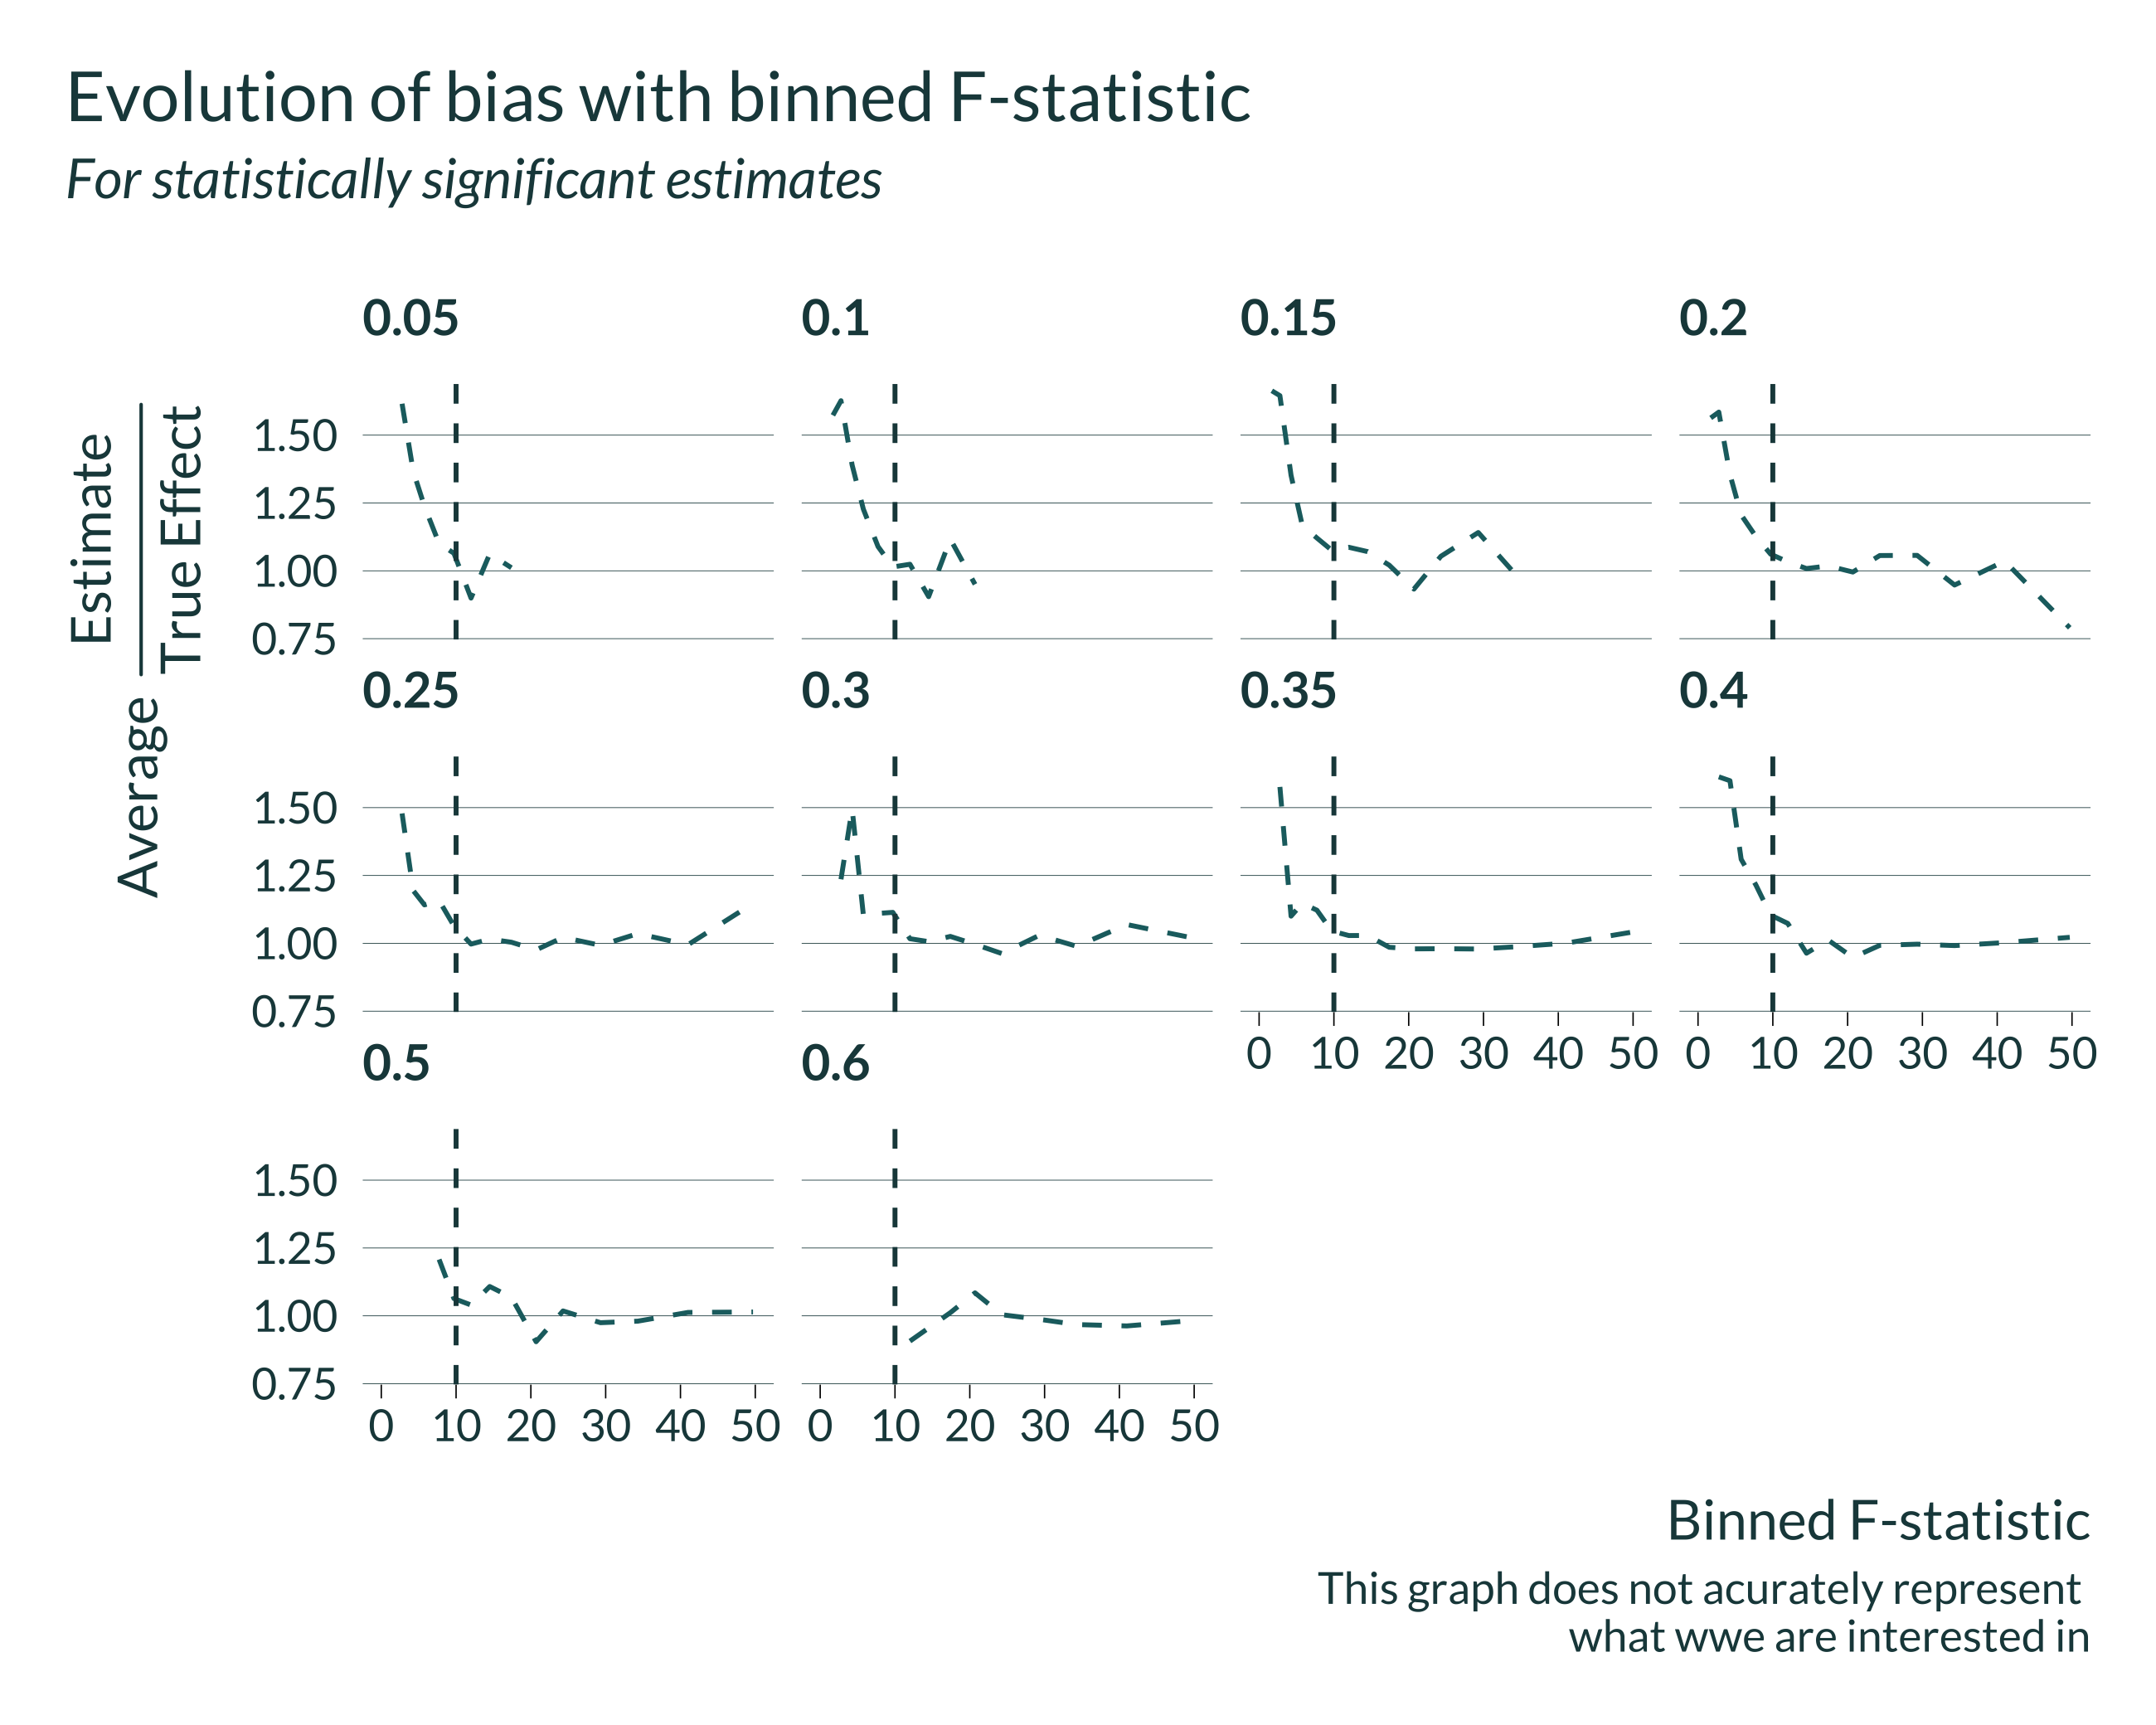 Evolution of bias with binned F-statistic
For statistically significant estimates
Average Estimate
True Effect
0.05 0.1 0.15 0.2
1.50
1.25
1.00
0.75
0.25 0.3 0.35 0.4
1.50
1.25
1.00
0.75
0 10 20 30 40 50 0 10 20 30 40 50
0.5 0.6
1.50
1.25
1.00
0.75
0 10 20 30 40 50 0 10 20 30 40 50
Binned F-statistic
This graph does not acurately represent
what wwe are interested in